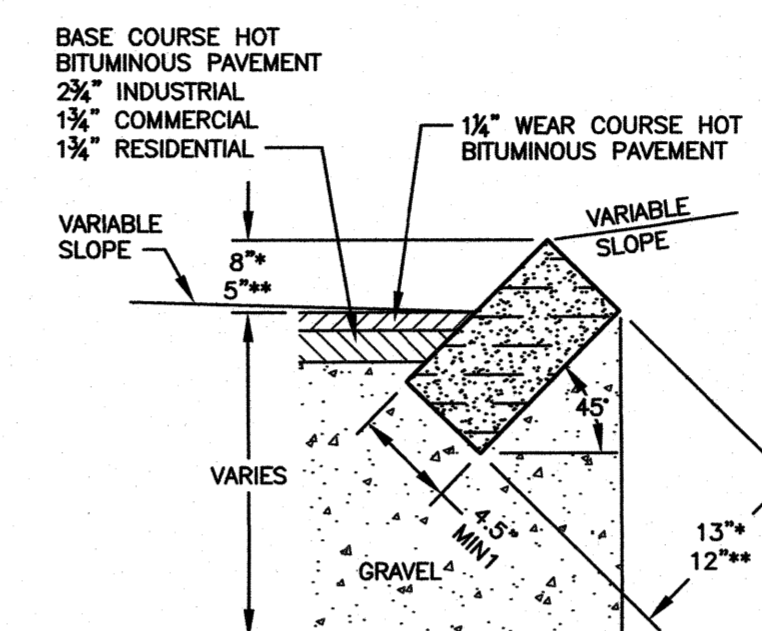 BASE COURSE HOT
BITUMINOUS PAVEMENT
2¾" INDUSTRIAL
1¾" COMMERCIAL
1¾" RESIDENTIAL
1¼" WEAR COURSE HOT
BITUMINOUS PAVEMENT
VARIABLE
SLOPE
VARIABLE
SLOPE
8"*
5"**
45°
VARIES
4.5"
MIN1
GRAVEL
13"*
12"**